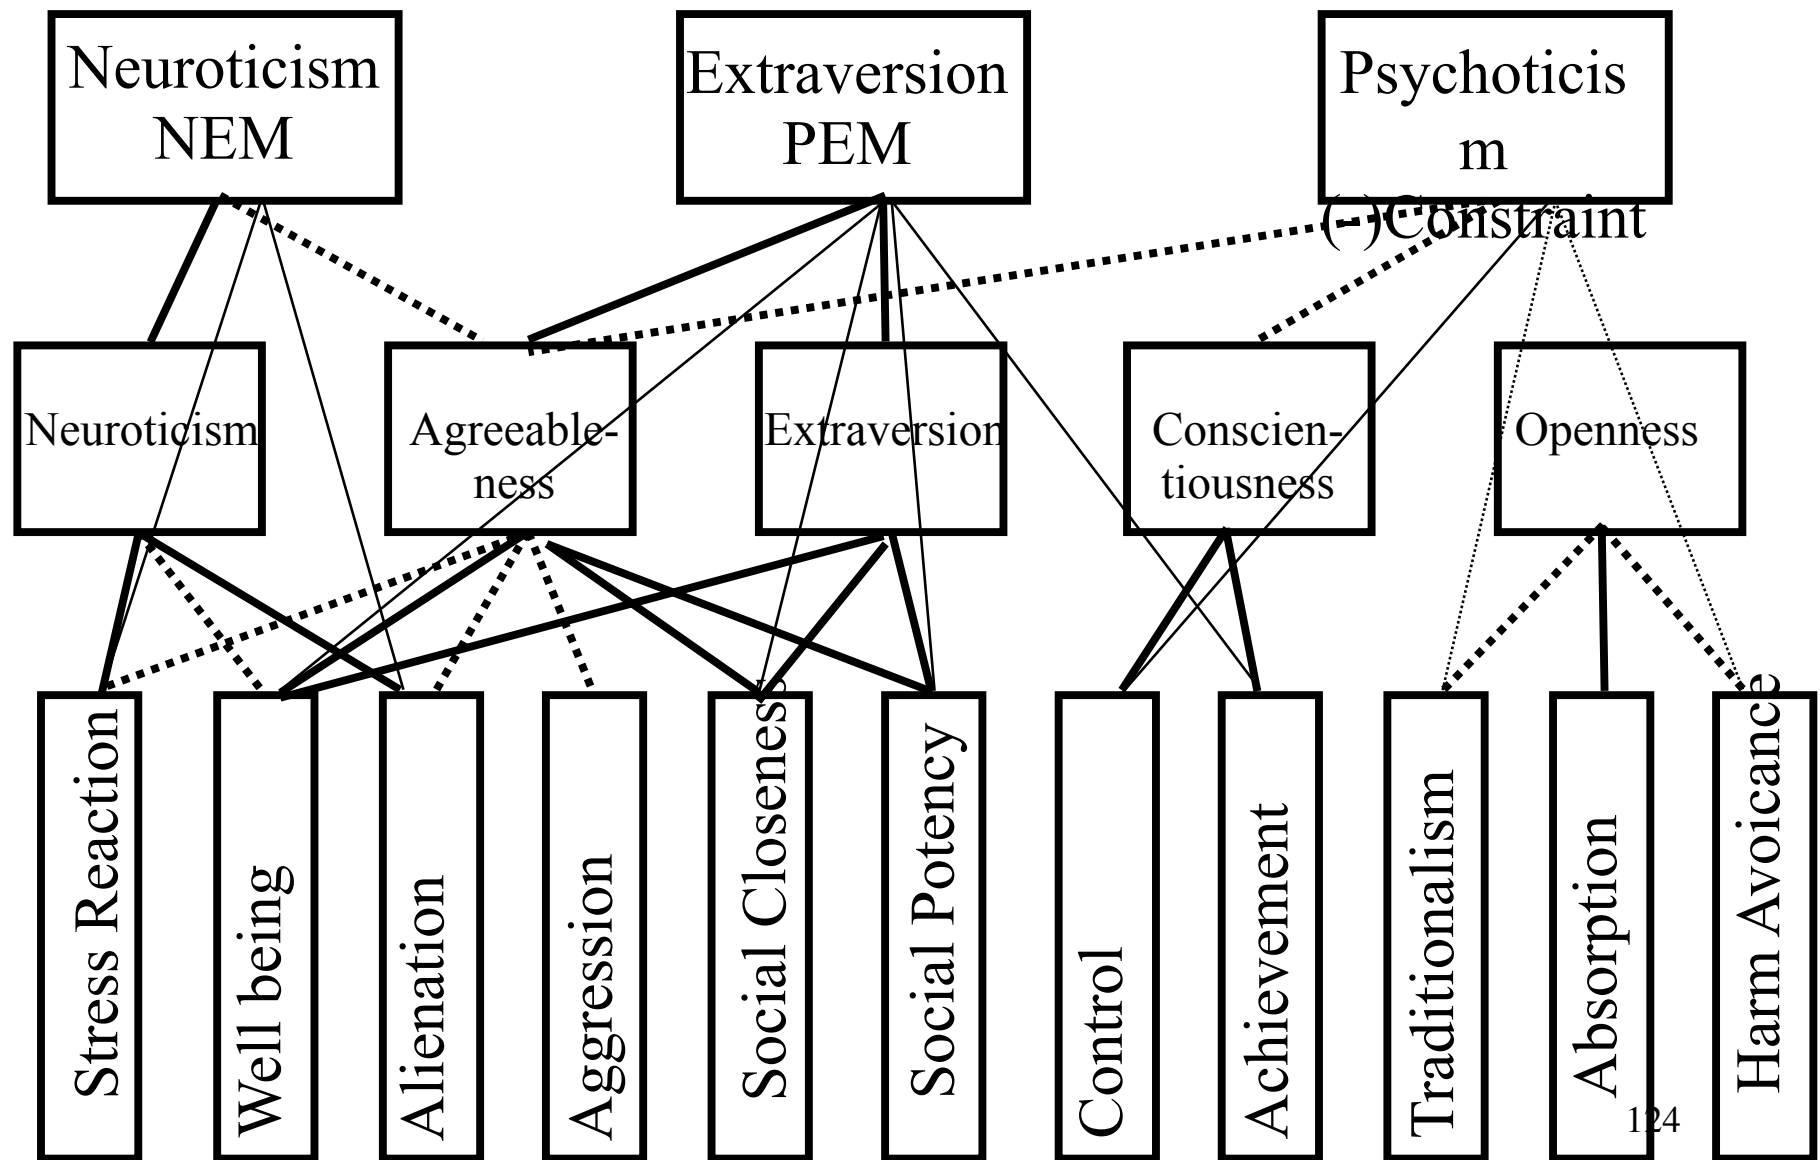 Neuroticism
NEM
Extraversion
PEM
Psychoticis
m
(-)Constraint
Neuroticism
Agreeable-
ness
Extraversion
Conscien-
tiousness
Openness
Stress Reaction
Well being
Alienation
Aggression
Social Closeness
Social Potency
Control
Achievement
Traditionalism
Absorption
Harm Avoicance
124